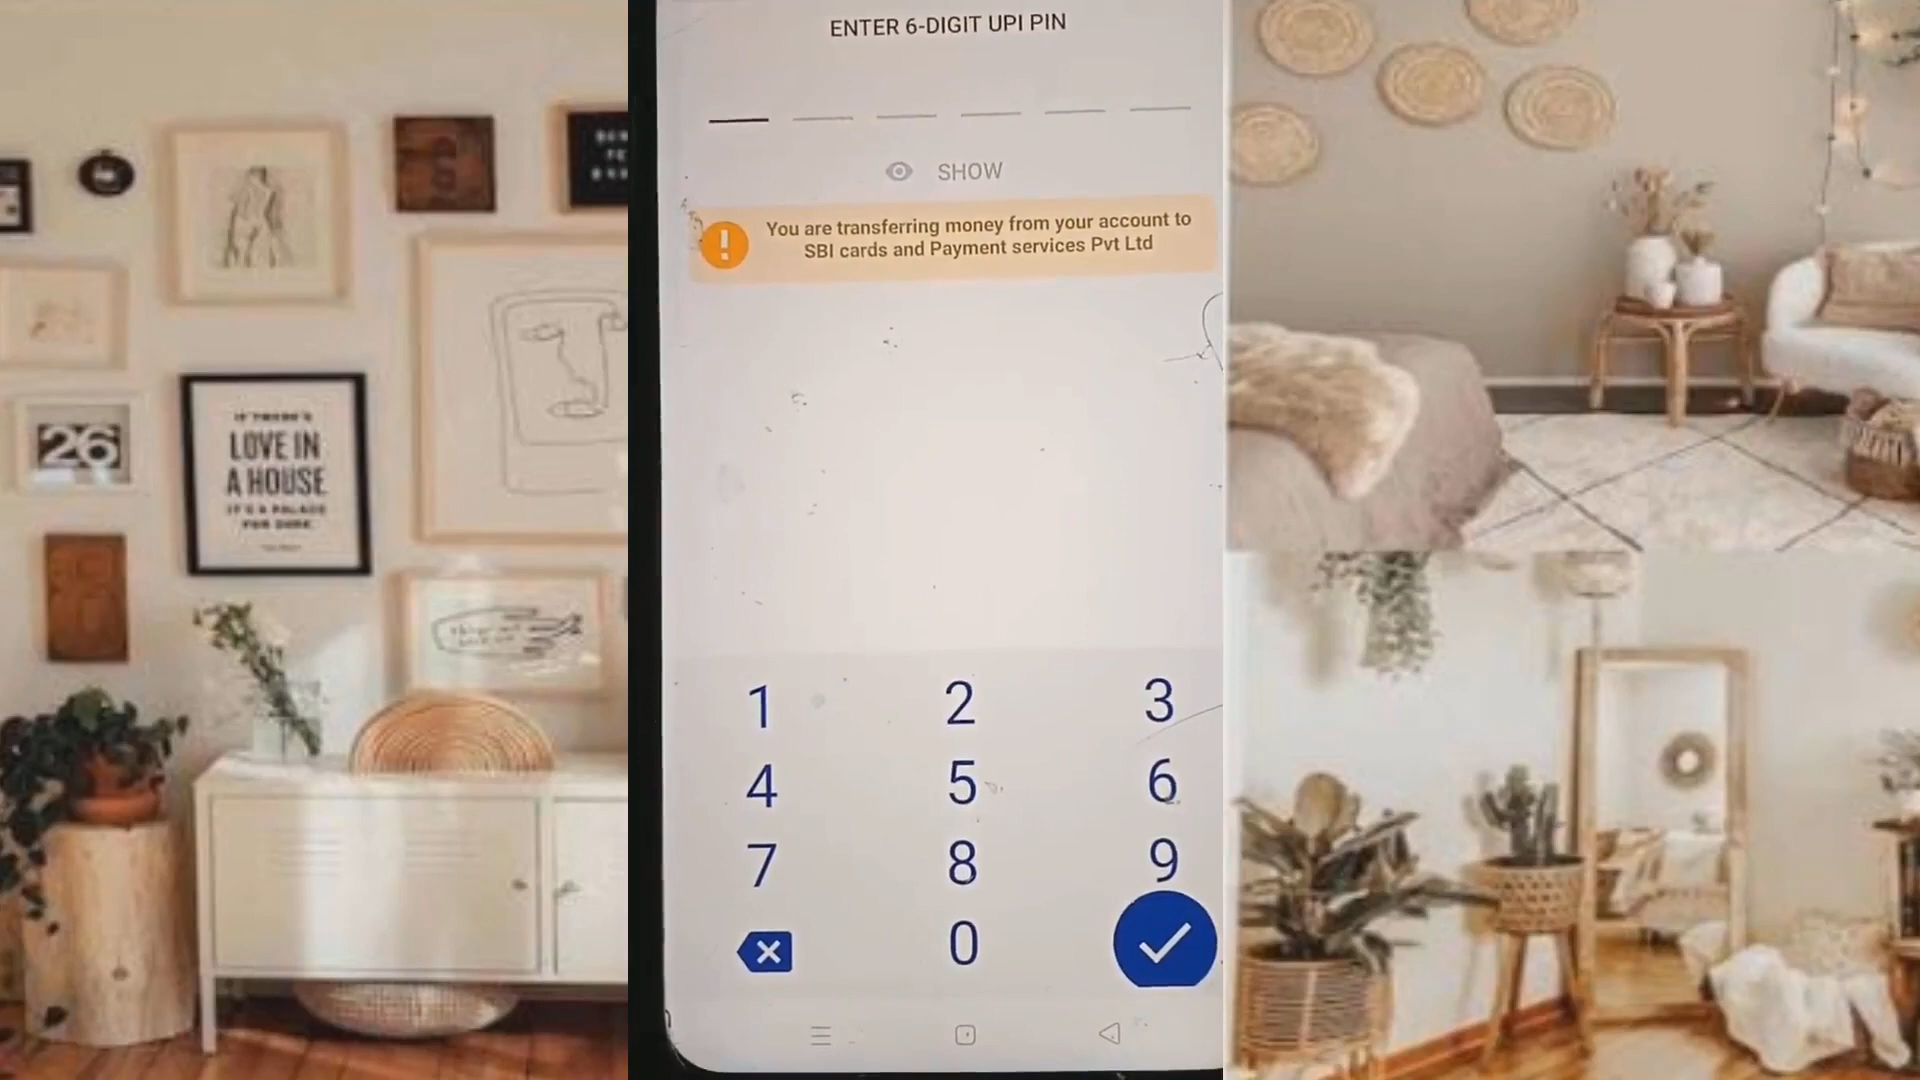 26
LOVE IN
A HOUSE
ENTER 6-DIGIT UPI PIN
SHOW
You are transferring money from your account to
SBI cards and Payment services Pvt Ltd
1 2 3
4 5 6
7 8 9
0